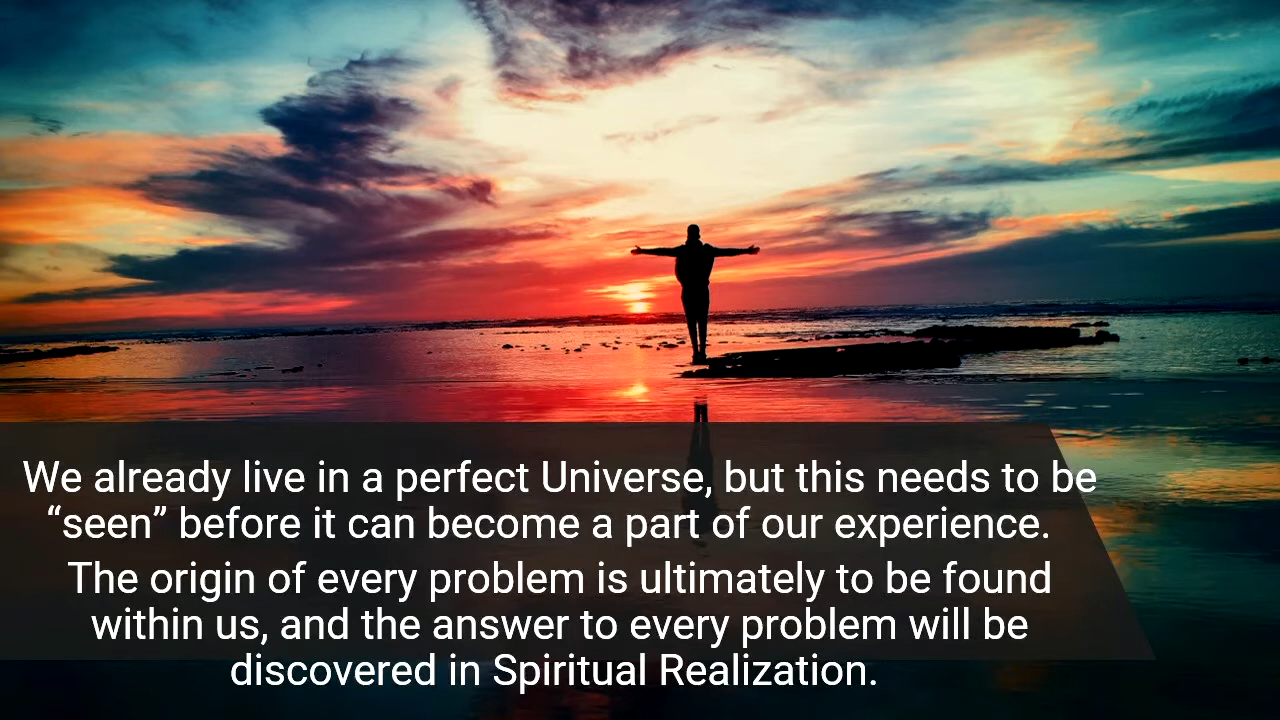 We already live in a perfect Universe, but this needs to be
“seen” before it can become a part of our experience.
The origin of every problem is ultimately to be found
within us, and the answer to every problem will be
discovered in Spiritual Realization.